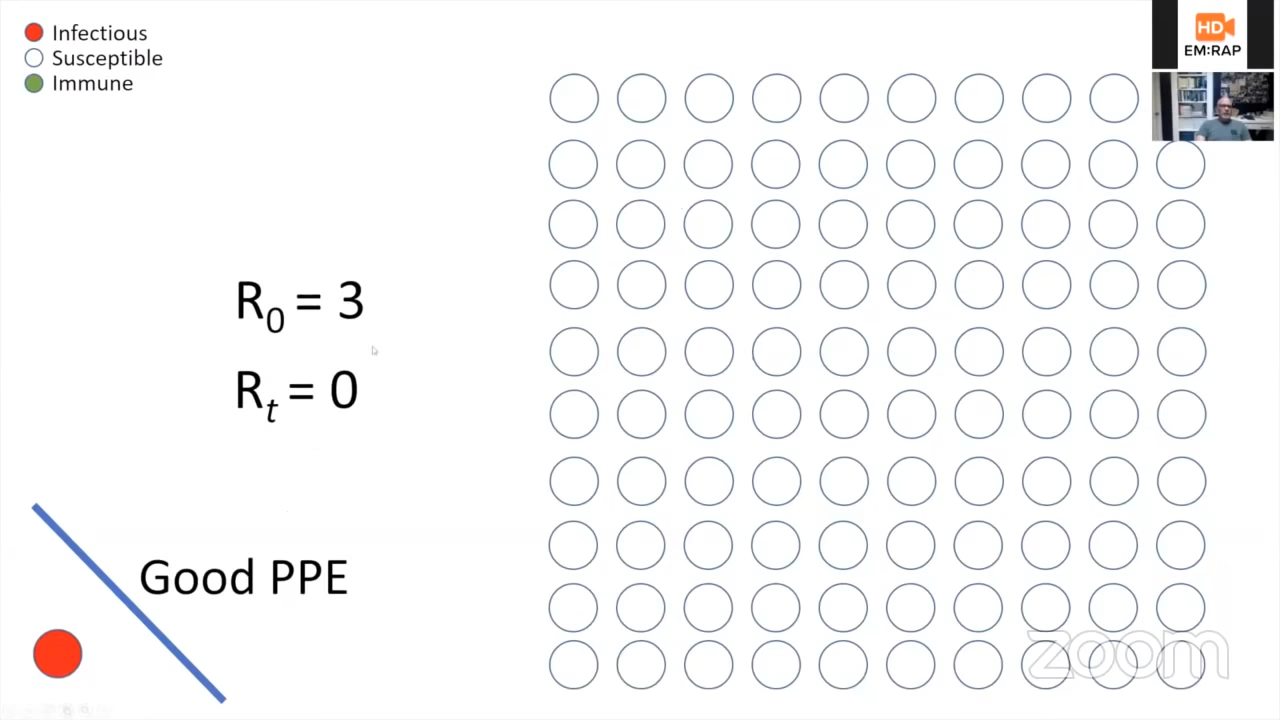 Infectious
Susceptible
Immune
HD
EM:RAP
R0 = 3
Rt = 0
Good PPE
zoom